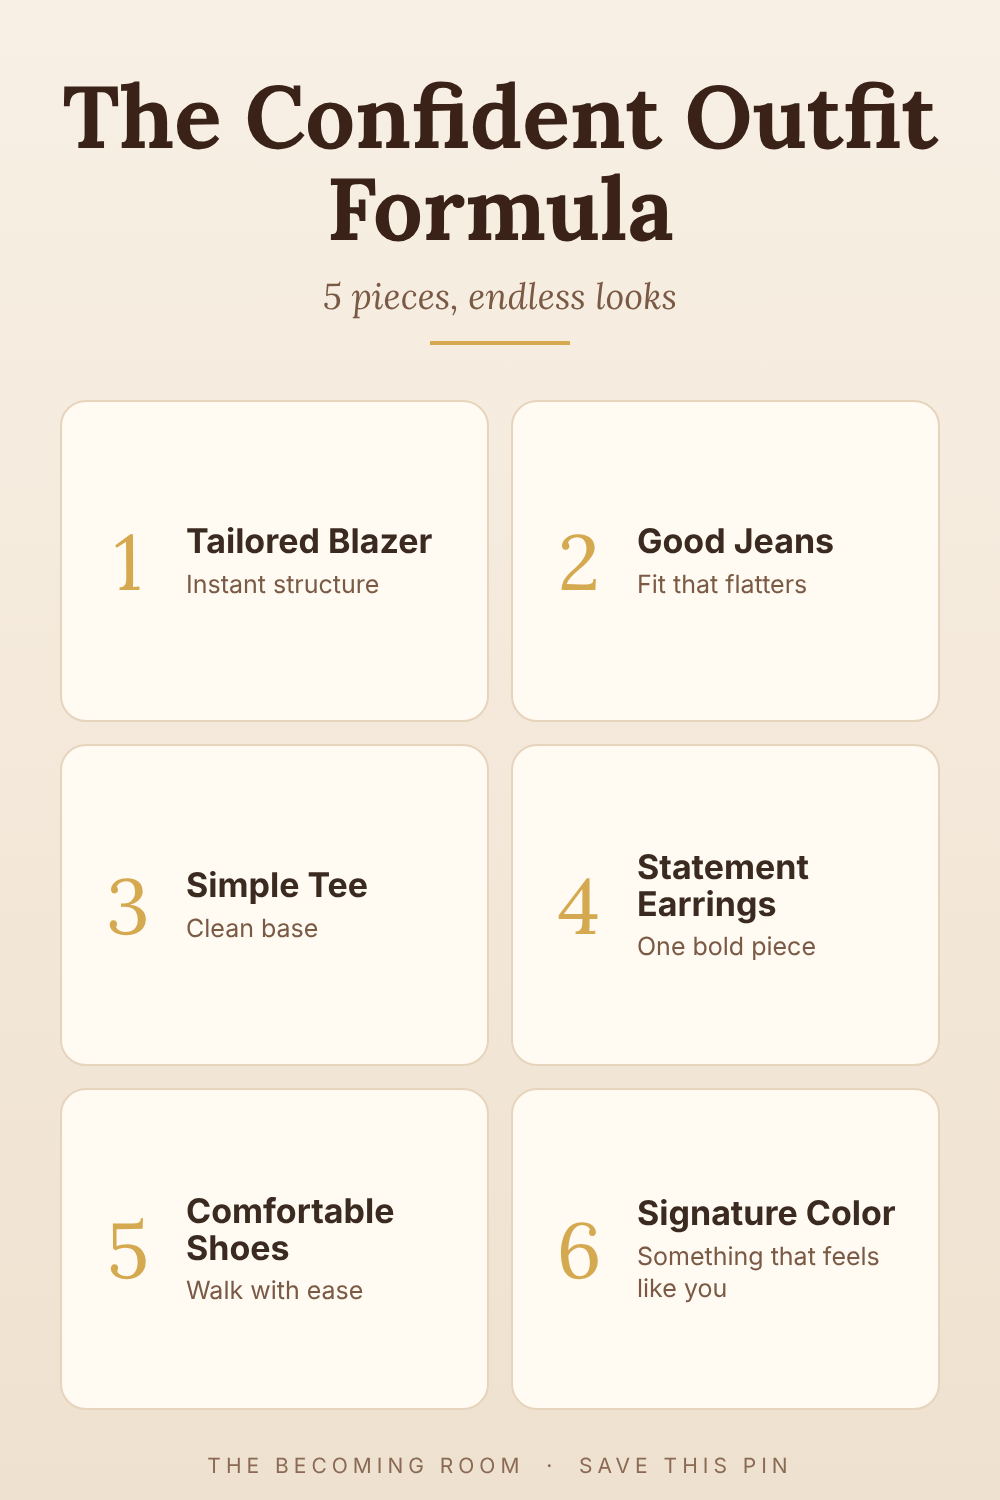 The Confident Outfit
Formula
5 pieces, endless looks
1
Tailored Blazer
Instant structure
2
Good Jeans
Fit that flatters
3
Simple Tee
Clean base
4
Statement
Earrings
One bold piece
5
Comfortable
Shoes
Walk with ease
6
Signature Color
Something that feels
like you
THE BECOMING ROOM · SAVE THIS PIN